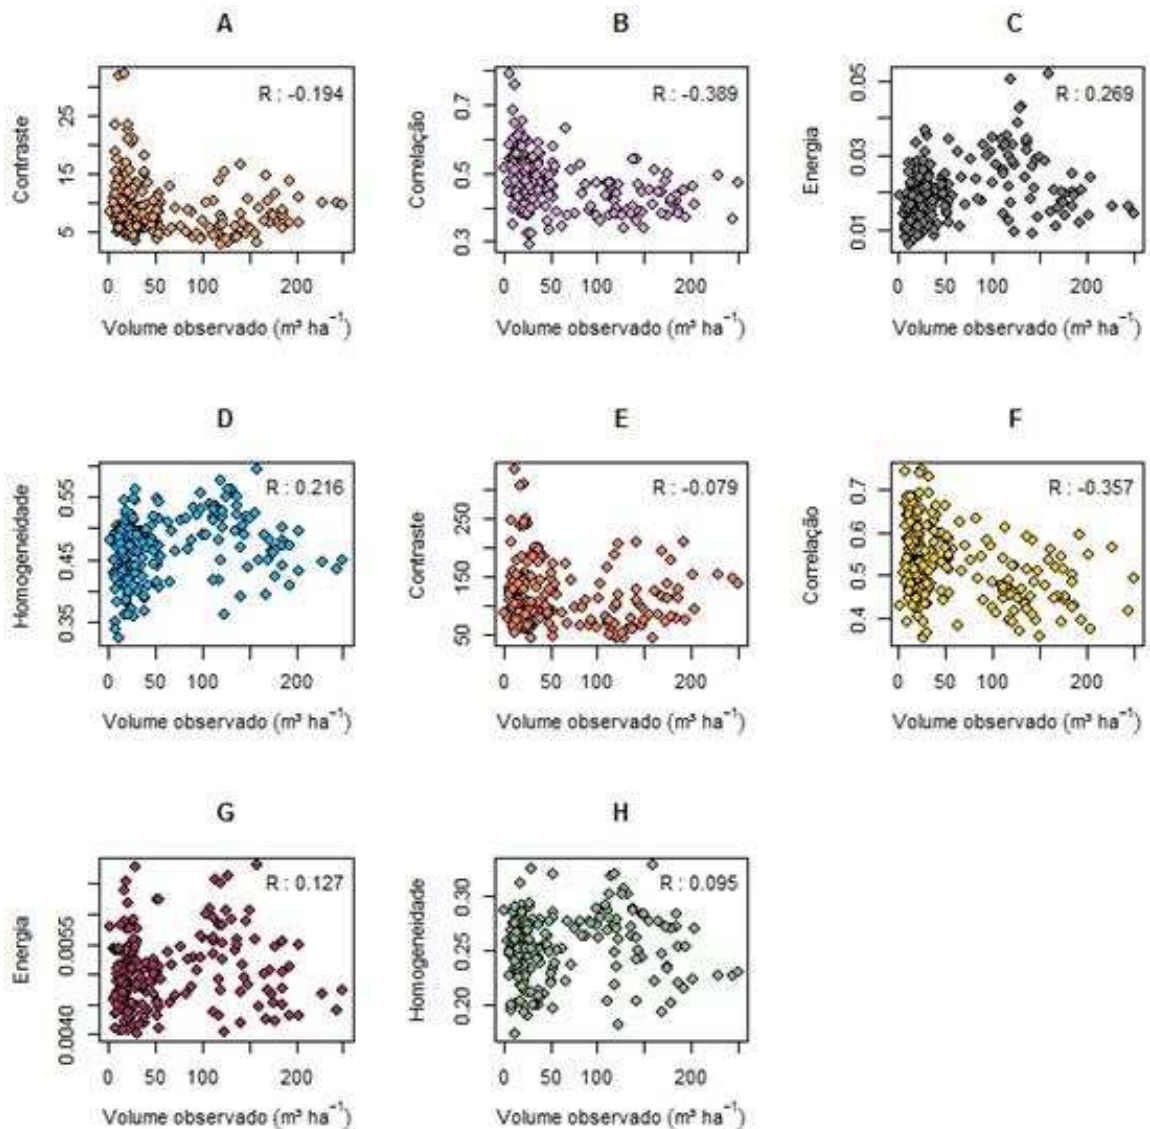 A
B
C
R : -0.194
R : -0.389
R : 0.269
Contraste
5
15
25
Correlação
0.3
0.5
0.7
Energia
0.01
0.03
0.05
0 50 100 200
0 50 100 200
0 50 100 200
Volume observado (m³ ha⁻¹)
Volume observado (m³ ha⁻¹)
Volume observado (m³ ha⁻¹)
D
E
F
R : 0.216
R : -0.079
R : -0.357
Homogeneidade
0.35
0.45
0.55
Contraste
50
150
250
Correlação
0.4
0.5
0.6
0.7
0 50 100 200
0 50 100 200
0 50 100 200
Volume observado (m³ ha⁻¹)
Volume observado (m³ ha⁻¹)
Volume observado (m³ ha⁻¹)
G
H
R : 0.127
R : 0.095
Energia
0.0040
0.0055
Homogeneidade
0.20
0.25
0.30
0 50 100 200
0 50 100 200
Volume observado (m³ ha⁻¹)
Volume observado (m³ ha⁻¹)